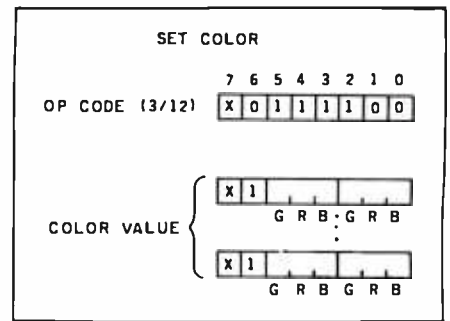 SET COLOR
7 6 5 4 3 2 1 0
OP CODE (3/12) X 0 1 1 1 1 0 0
X 1
G R B G R B
COLOR VALUE
X 1
G R B G R B